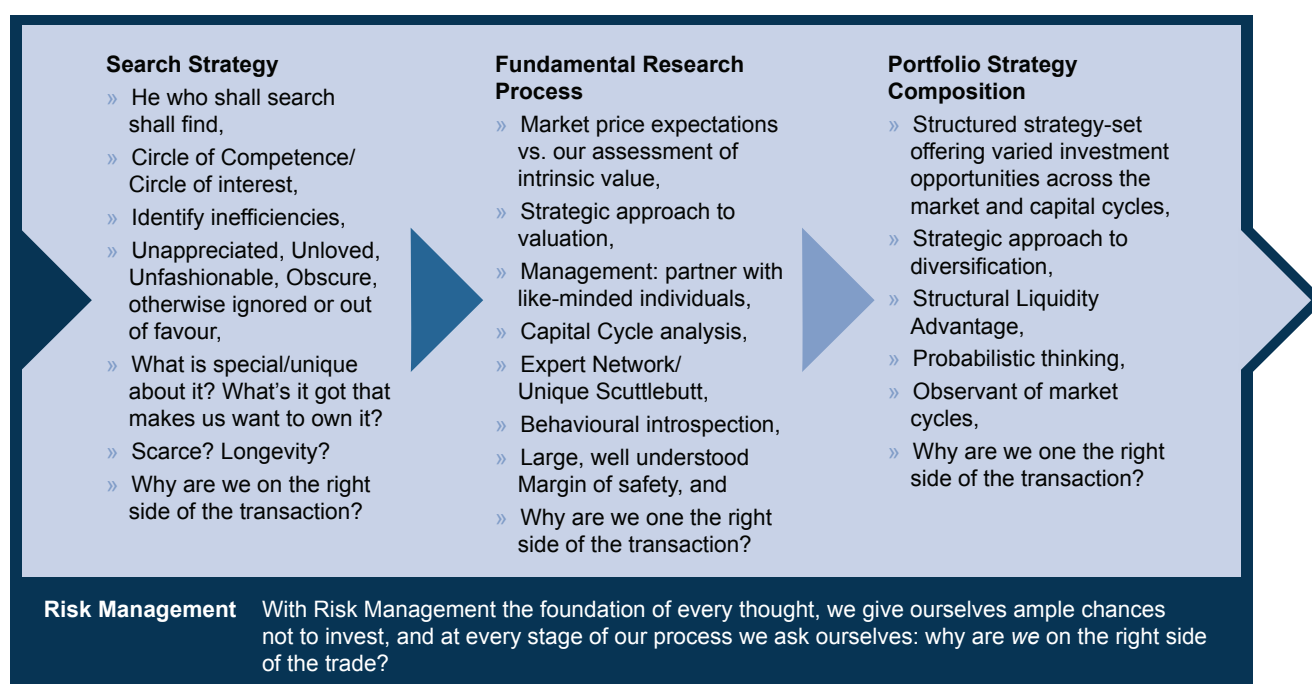 Search Strategy
» He who shall search
shall find,
» Circle of Competence/
Circle of interest,
» Identify inefficiencies,
» Unappreciated, Unloved,
Unfashionable, Obscure,
otherwise ignored or out
of favour,
» What is special/unique
about it? What's it got that
makes us want to own it?
» Scarce? Longevity?
» Why are we on the right
side of the transaction?
Fundamental Research
Process
» Market price expectations
vs. our assessment of
intrinsic value,
» Strategic approach to
valuation,
» Management: partner with
like-minded individuals,
» Capital Cycle analysis,
» Expert Network/
Unique Scuttlebutt,
» Behavioural introspection,
» Large, well understood
Margin of safety, and
» Why are we one the right
side of the transaction?
Portfolio Strategy
Composition
» Structured strategy-set
offering varied investment
opportunities across the
market and capital cycles,
» Strategic approach to
diversification,
» Structural Liquidity
Advantage,
» Probabilistic thinking,
» Observant of market
cycles,
» Why are we one the right
side of the transaction?
Risk Management With Risk Management the foundation of every thought, we give ourselves ample chances
not to invest, and at every stage of our process we ask ourselves: why are we on the right side
of the trade?